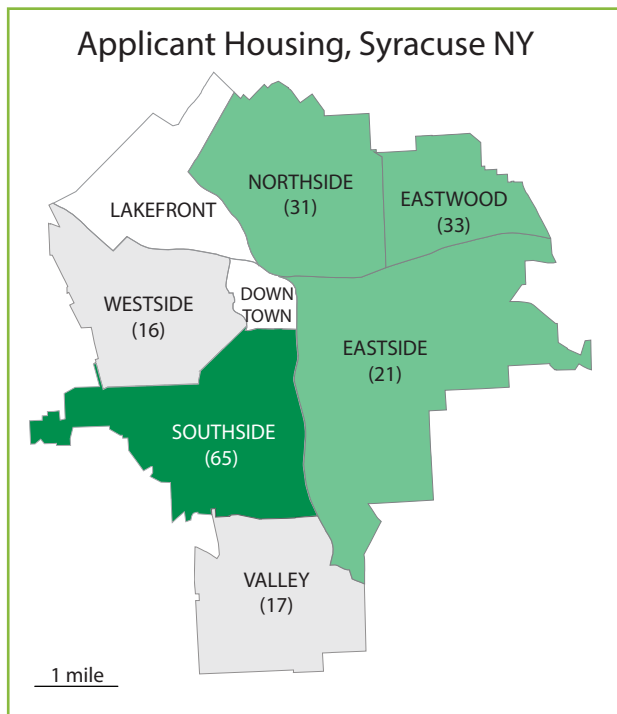 Applicant Housing, Syracuse NY
NORTHSIDE
(31)
EASTWOOD
(33)
LAKEFRONT
WESTSIDE
(16)
DOWN
TOWN
EASTSIDE
(21)
SOUTHSIDE
(65)
VALLEY
(17)
1 mile